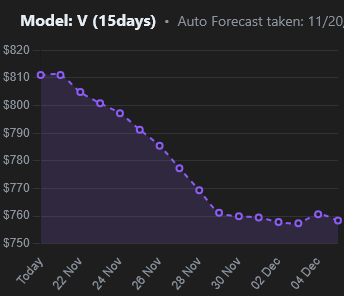 Model: V (15days) • Auto Forecast taken: 11/20,
$820
$810
$800
$790
$780
$770
$760
$750
Today
22 Nov
24 Nov
26 Nov
28 Nov
30 Nov
02 Dec
04 Dec